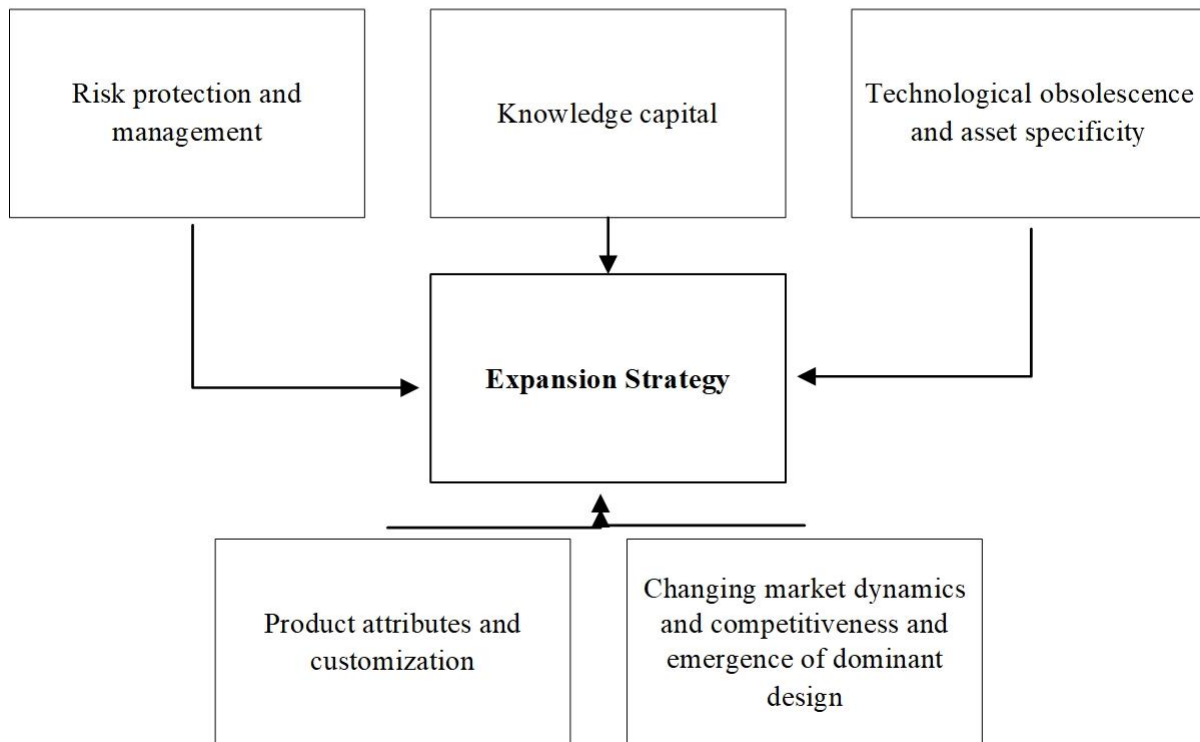 Risk protection and
management
Knowledge capital
Technological obsolescence
and asset specificity
Expansion Strategy
Product attributes and
customization
Changing market dynamics
and competitiveness and
emergence of dominant
design